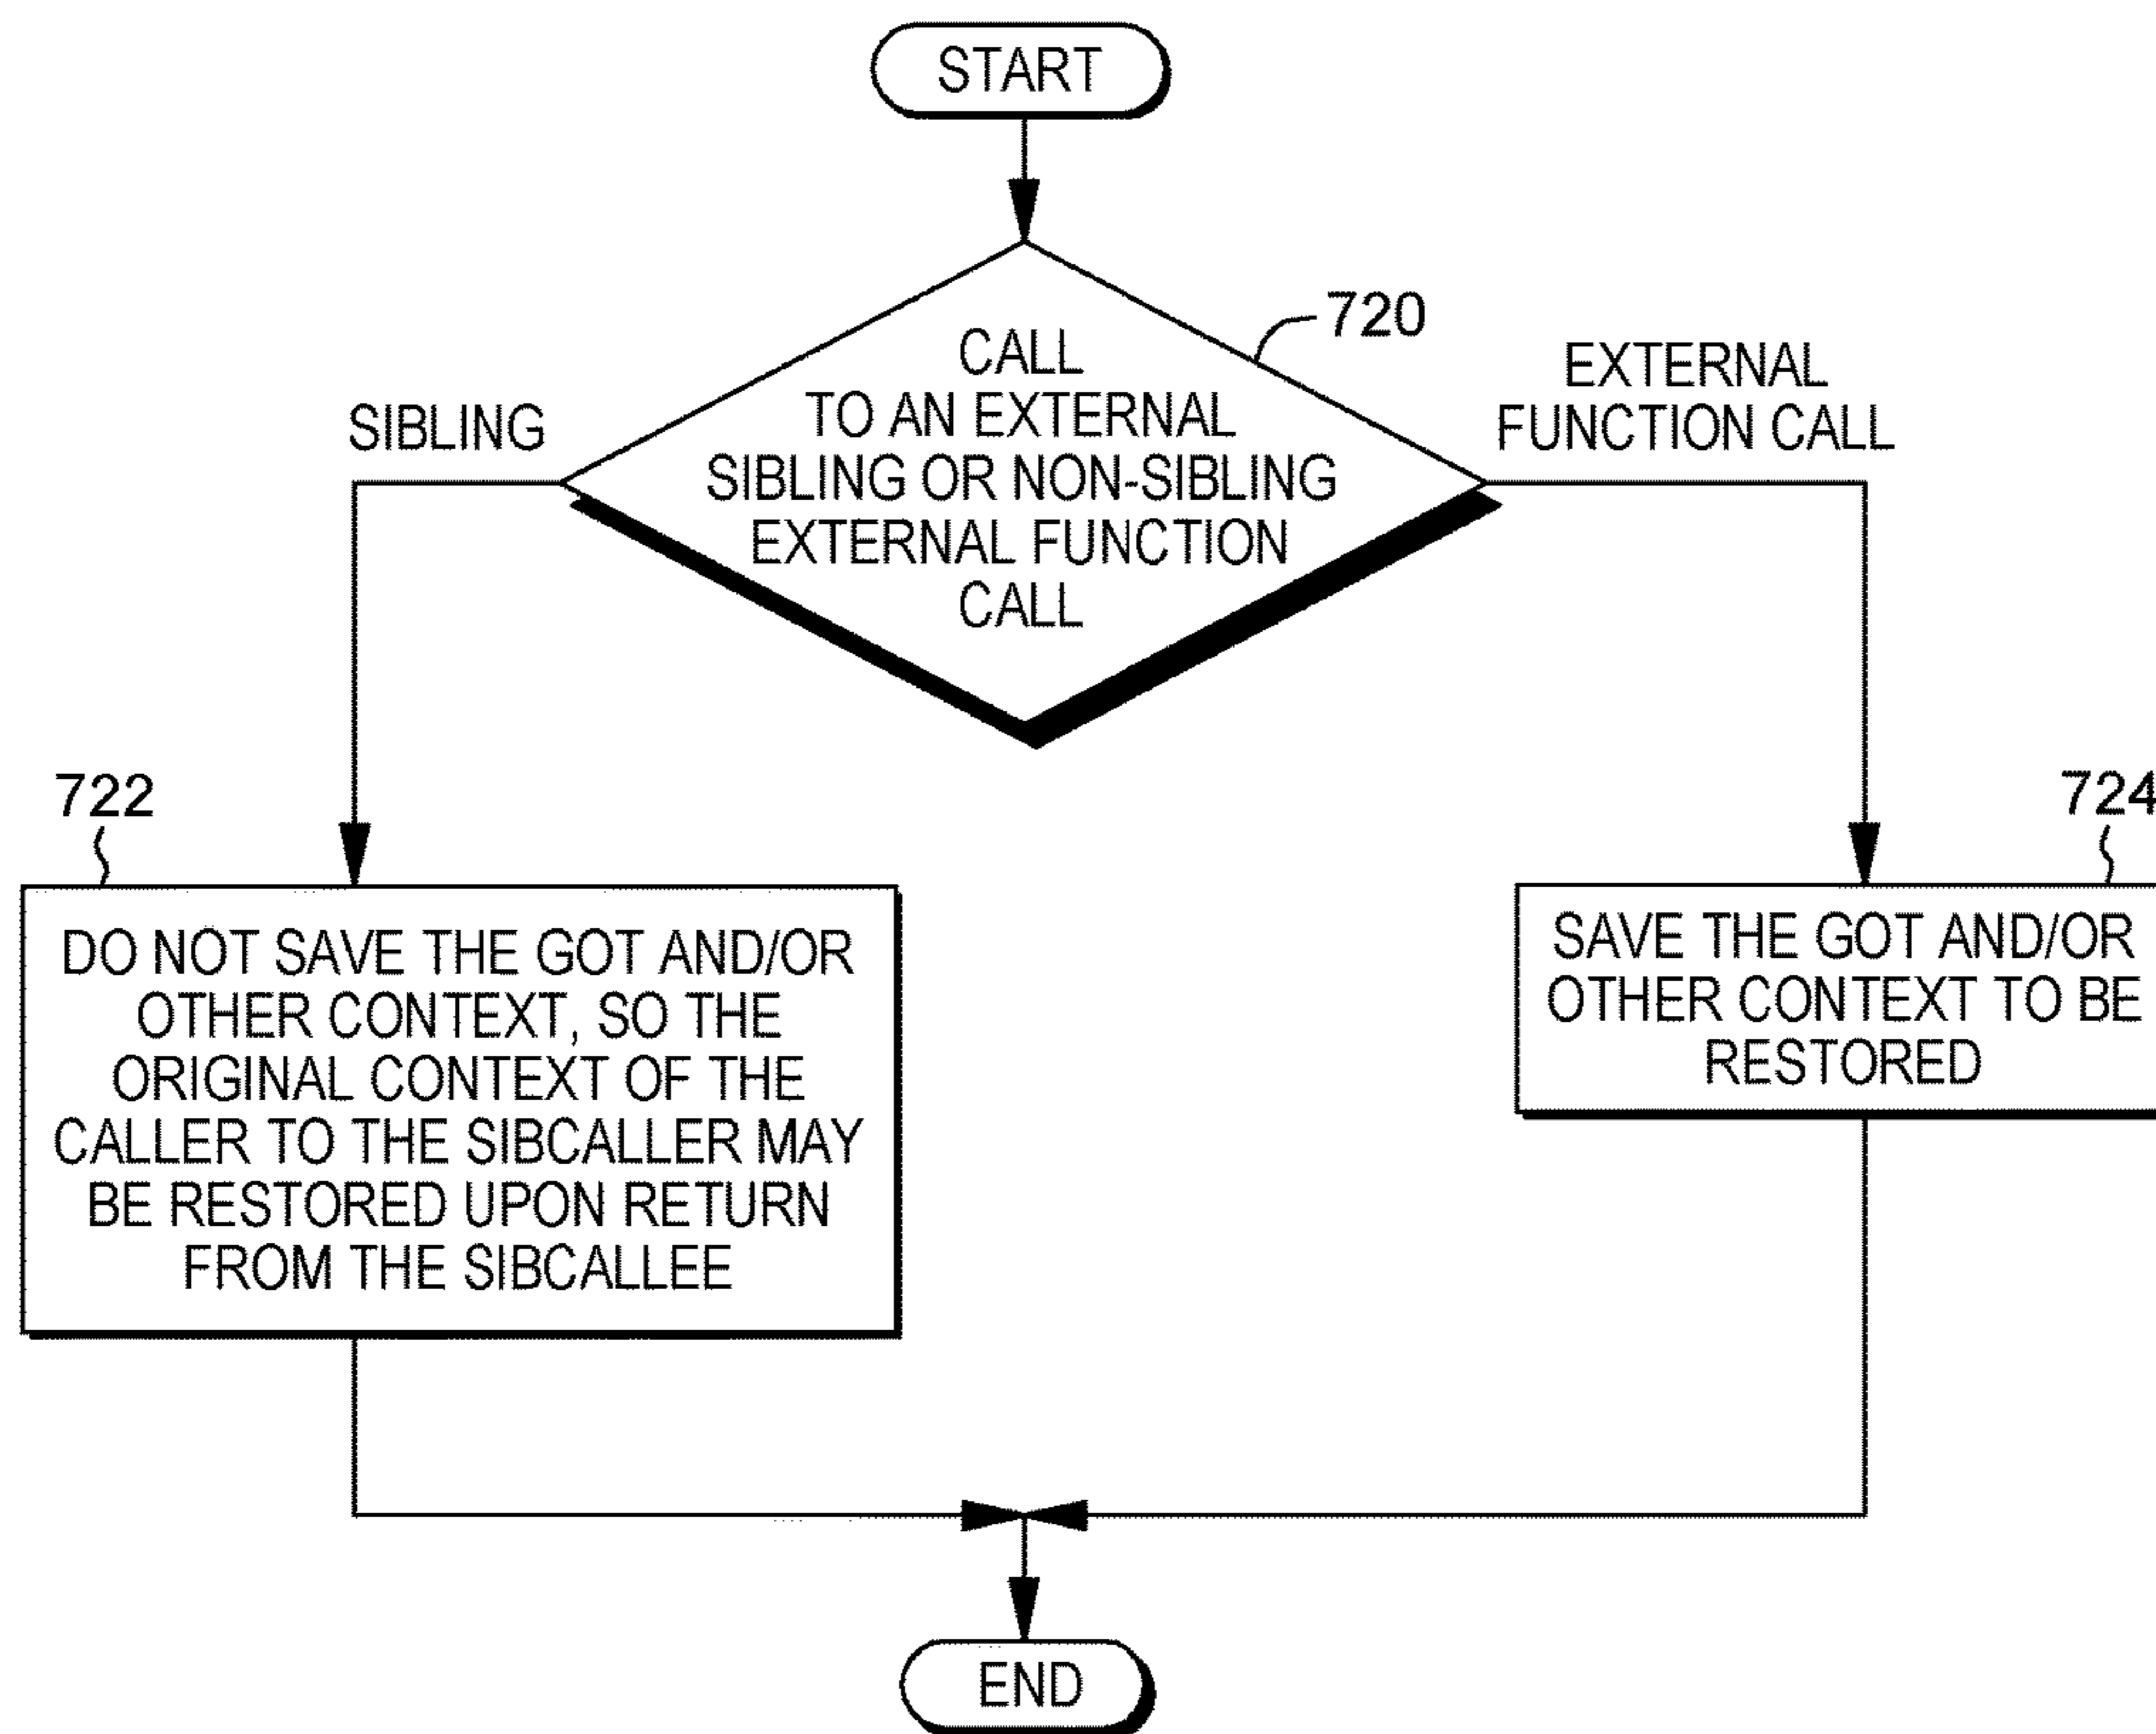 START
720
CALL
TO AN EXTERNAL
SIBLING OR NON-SIBLING
EXTERNAL FUNCTION
CALL
SIBLING
EXTERNAL
FUNCTION CALL
722
DO NOT SAVE THE GOT AND/OR
OTHER CONTEXT, SO THE
ORIGINAL CONTEXT OF THE
CALLER TO THE SIBCALLER MAY
BE RESTORED UPON RETURN
FROM THE SIBCALLEE
724
SAVE THE GOT AND/OR
OTHER CONTEXT TO BE
RESTORED
END